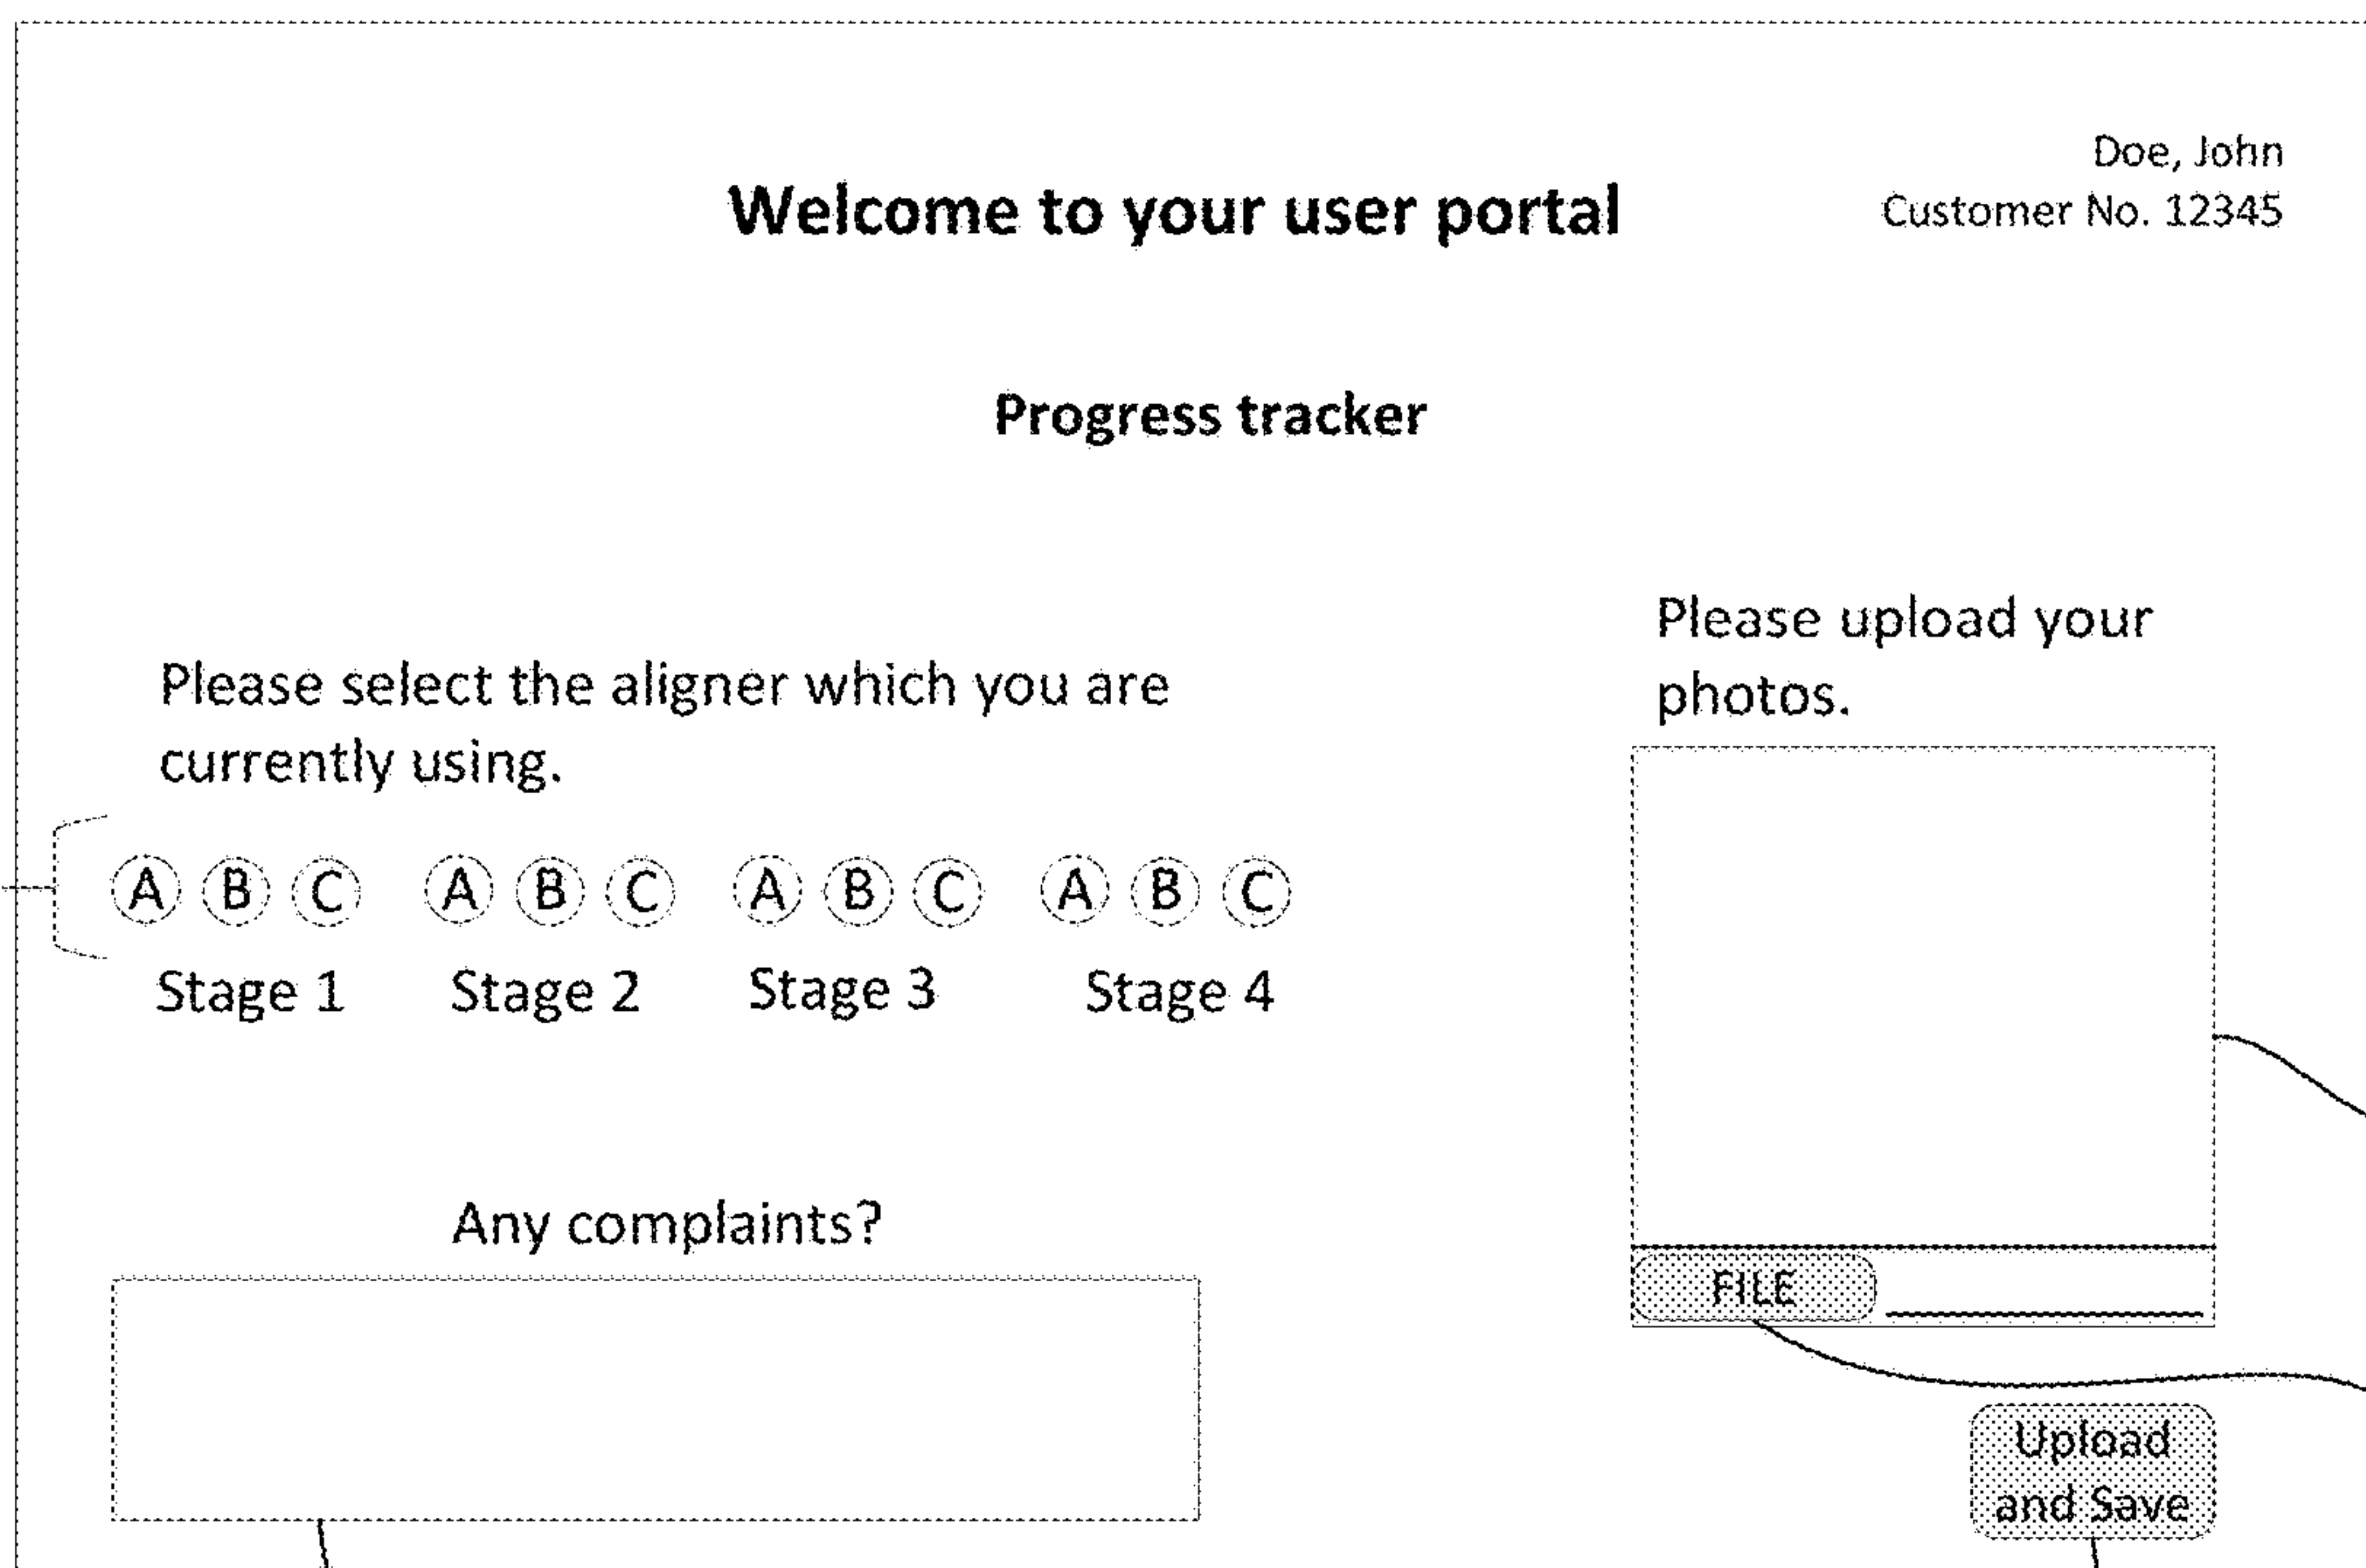 Doe, John
Customer No. 12345
Welcome to your user portal
Progress tracker
Please select the aligner which you are
currently using.
A B C A B C A B C A B C
Stage 1 Stage 2 Stage 3 Stage 4
Any complaints?
Please upload your
photos.
FILE
Upload
and Save